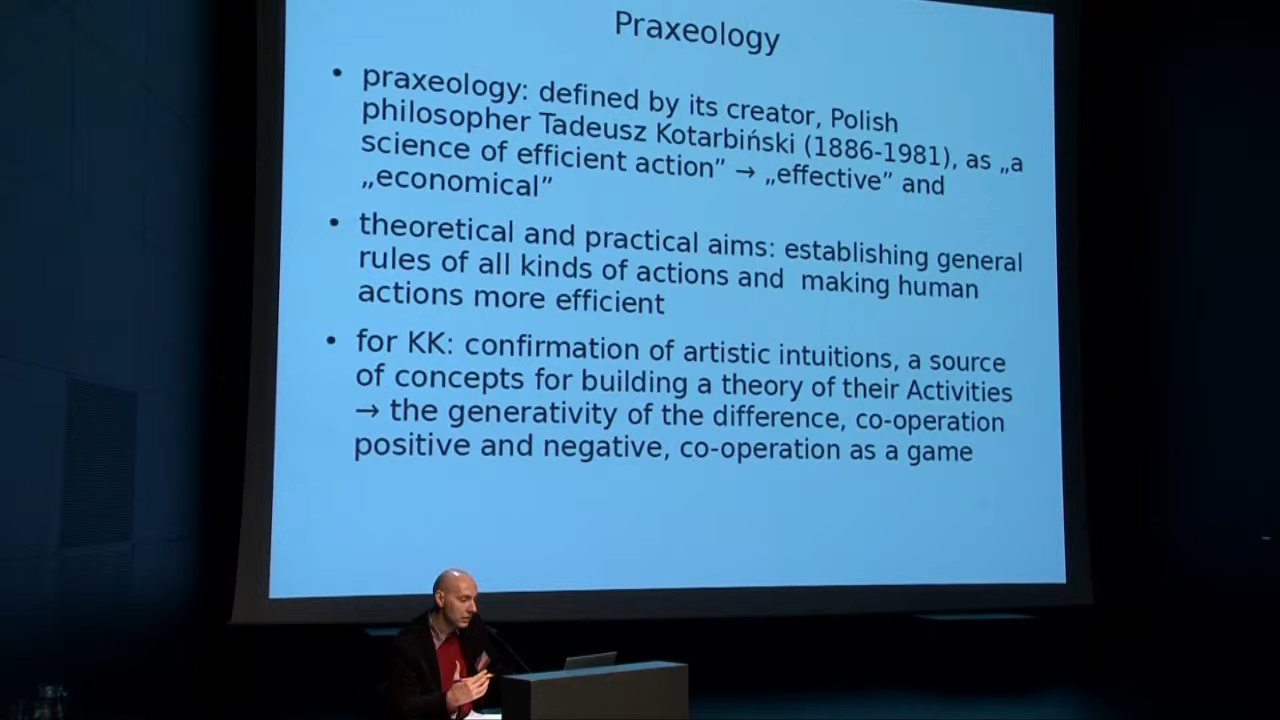 Praxeology
• praxeology: defined by its creator, Polish
philosopher Tadeusz Kotarbiński (1886-1981), as „a
science of efficient action” → „effective” and
„economical”
• theoretical and practical aims: establishing general
rules of all kinds of actions and  making human
actions more efficient
• for KK: confirmation of artistic intuitions, a source
of concepts for building a theory of their Activities
→ the generativity of the difference, co-operation
positive and negative, co-operation as a game